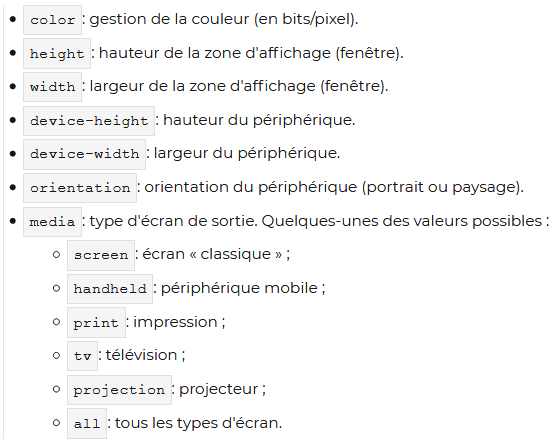 color : gestion de la couleur (en bits/pixel).
height : hauteur de la zone d'affichage (fenêtre).
width : largeur de la zone d'affichage (fenêtre).
device-height : hauteur du périphérique.
device-width : largeur du périphérique.
orientation : orientation du périphérique (portrait ou paysage).
media : type d'écran de sortie. Quelques-unes des valeurs possibles :
screen : écran « classique » ;
handheld : périphérique mobile ;
print : impression ;
tv : télévision ;
projection : projecteur ;
all : tous les types d'écran.